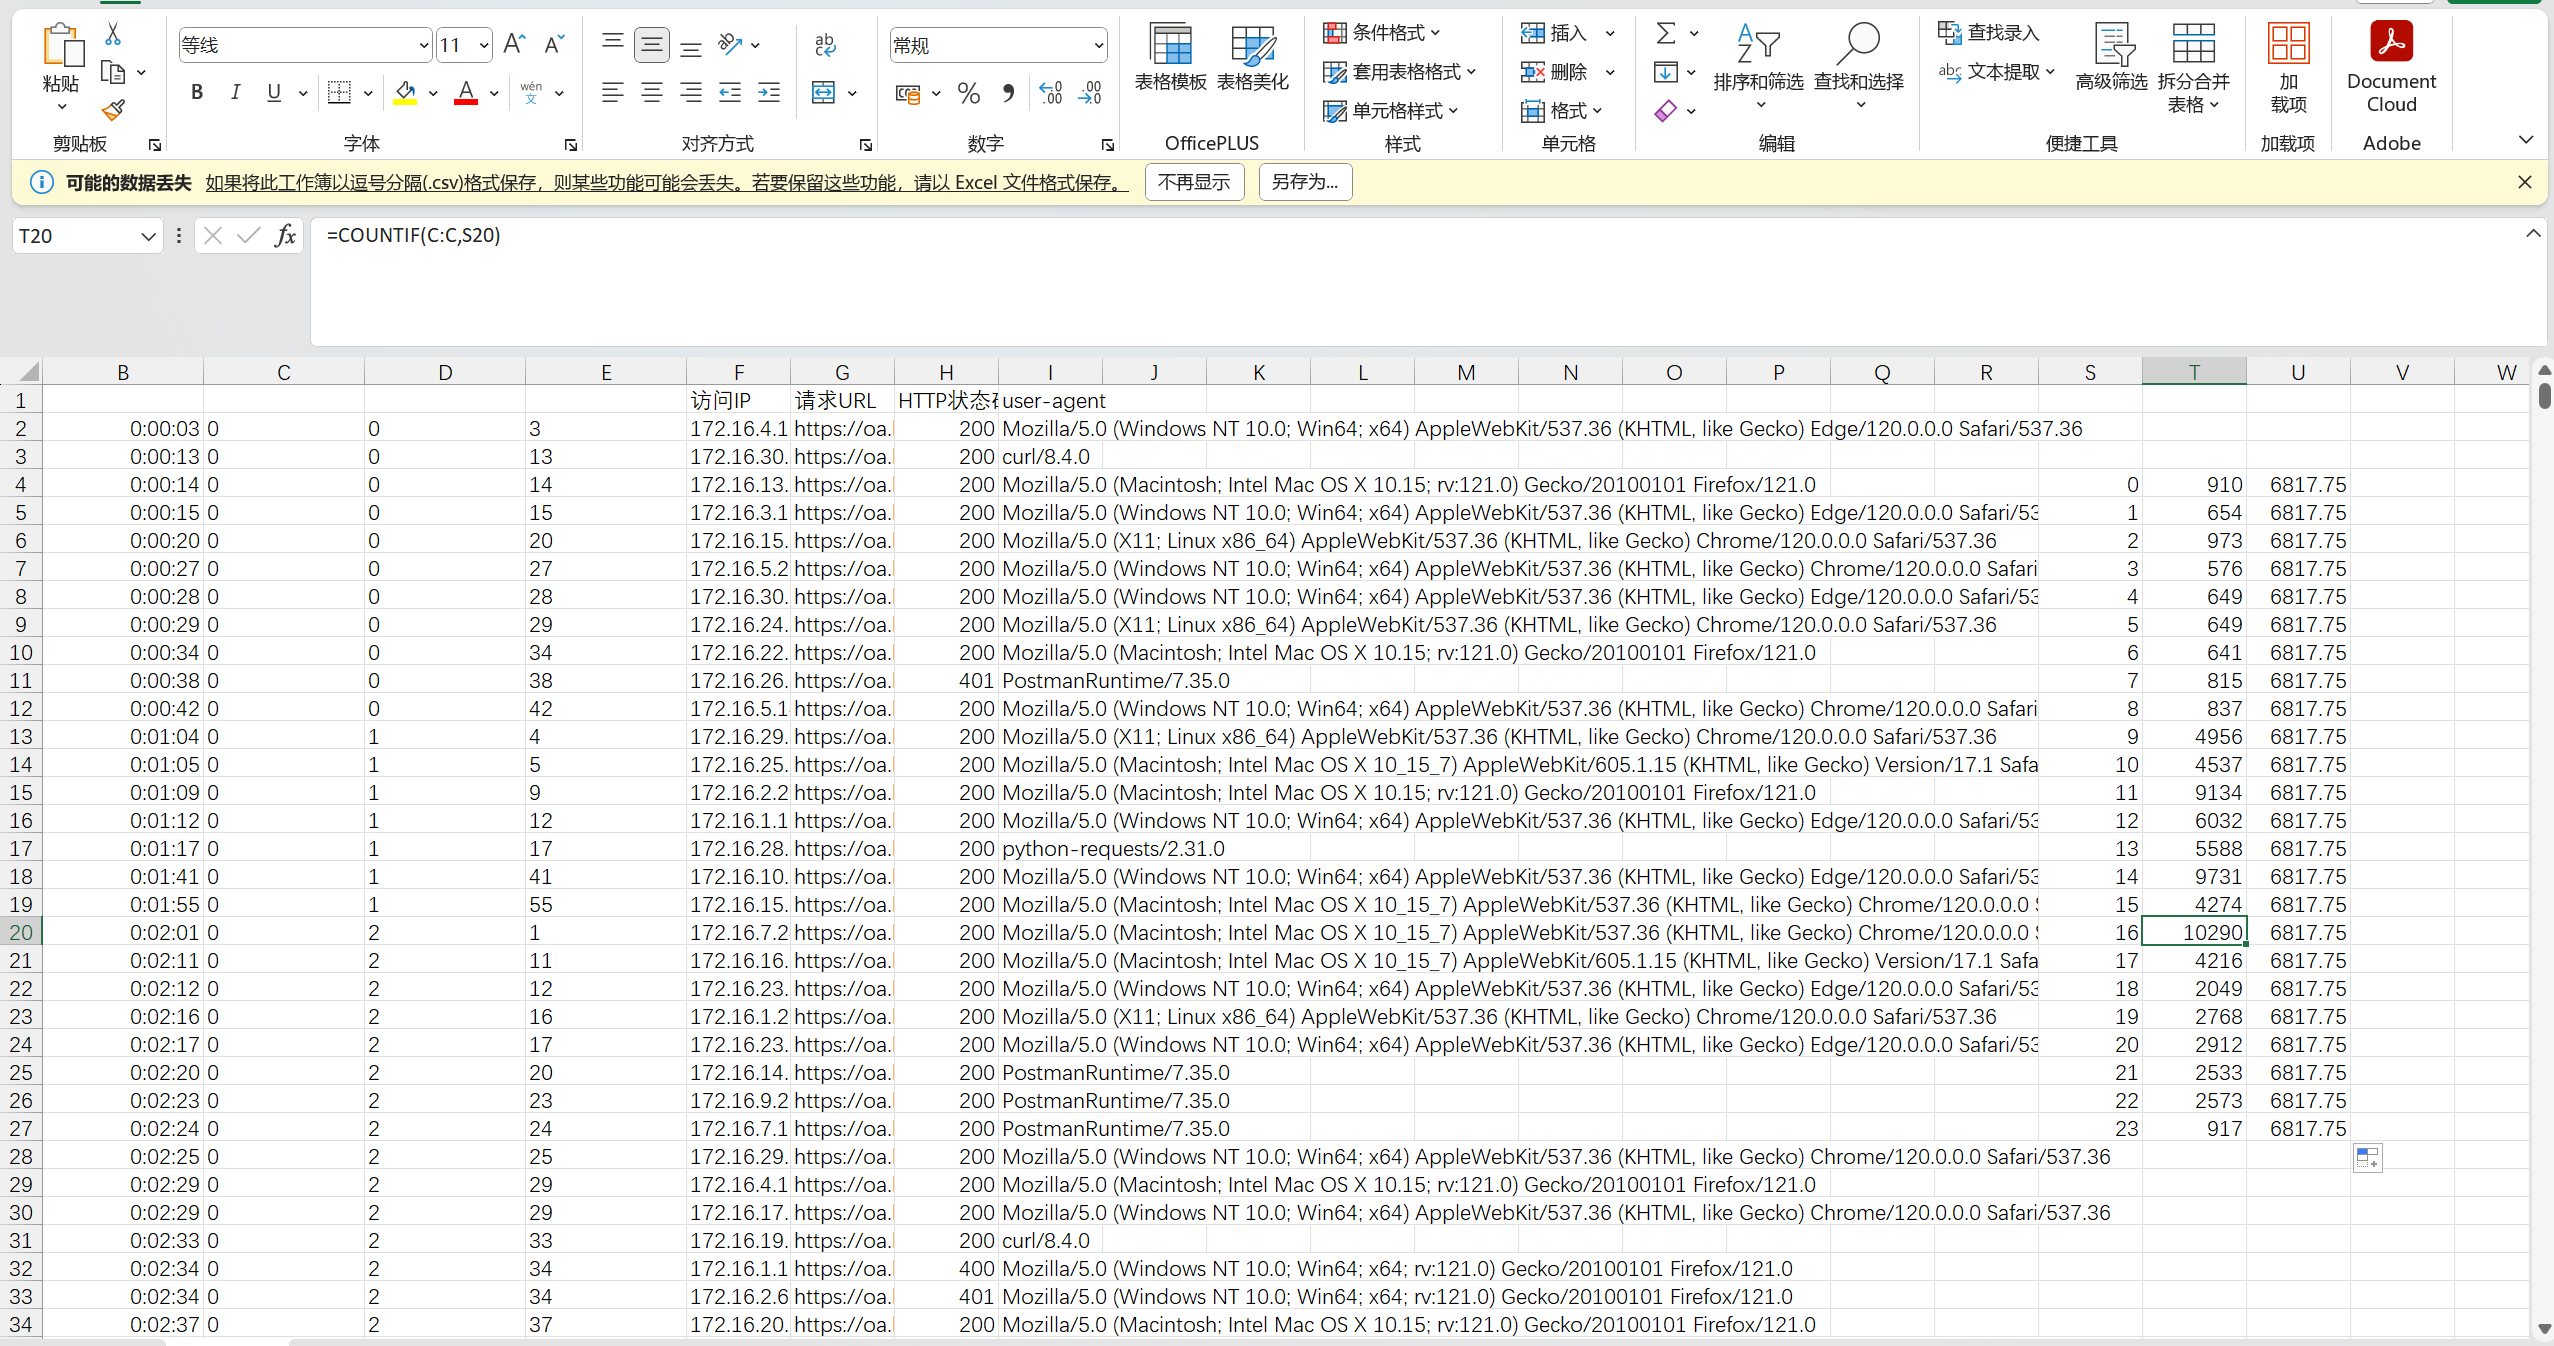 粘贴
剪贴板
等线 11
B I U A wén 文
字体
ab
对齐方式
常规
% .00
数字
表格模板 表格美化
OfficePLUS
条件格式
套用表格格式
单元格样式
样式
插入
删除
格式
单元格
排序和筛选 查找和选择
编辑
查找录入
文本提取
高级筛选 拆分合并表格
便捷工具
加载项
加载项
Document Cloud
Adobe
可能的数据丢失 如果将此工作簿以逗号分隔(.csv)格式保存，则某些功能可能会丢失。若要保留这些功能，请以 Excel 文件格式保存。 不再显示 另存为...
T20 fx =COUNTIF(C:C,S20)
B C D E F G H I J K L M N O P Q R S T U V W
1 访问IP 请求URL HTTP状态 user-agent
2 0:00:03 0 0 3 172.16.4.1 https://oa. 200 Mozilla/5.0 (Windows NT 10.0; Win64; x64) AppleWebKit/537.36 (KHTML, like Gecko) Edge/120.0.0.0 Safari/537.36
3 0:00:13 0 0 13 172.16.30. https://oa. 200 curl/8.4.0
4 0:00:14 0 0 14 172.16.13. https://oa. 200 Mozilla/5.0 (Macintosh; Intel Mac OS X 10.15; rv:121.0) Gecko/20100101 Firefox/121.0 0 910 6817.75
5 0:00:15 0 0 15 172.16.3.1 https://oa. 200 Mozilla/5.0 (Windows NT 10.0; Win64; x64) AppleWebKit/537.36 (KHTML, like Gecko) Edge/120.0.0.0 Safari/53 1 654 6817.75
6 0:00:20 0 0 20 172.16.15. https://oa. 200 Mozilla/5.0 (X11; Linux x86_64) AppleWebKit/537.36 (KHTML, like Gecko) Chrome/120.0.0.0 Safari/537.36 2 973 6817.75
7 0:00:27 0 0 27 172.16.5.2 https://oa. 200 Mozilla/5.0 (Windows NT 10.0; Win64; x64) AppleWebKit/537.36 (KHTML, like Gecko) Chrome/120.0.0.0 Safari 3 576 6817.75
8 0:00:28 0 0 28 172.16.30. https://oa. 200 Mozilla/5.0 (Windows NT 10.0; Win64; x64) AppleWebKit/537.36 (KHTML, like Gecko) Edge/120.0.0.0 Safari/53 4 649 6817.75
9 0:00:29 0 0 29 172.16.24. https://oa. 200 Mozilla/5.0 (X11; Linux x86_64) AppleWebKit/537.36 (KHTML, like Gecko) Chrome/120.0.0.0 Safari/537.36 5 649 6817.75
10 0:00:34 0 0 34 172.16.22. https://oa. 200 Mozilla/5.0 (Macintosh; Intel Mac OS X 10.15; rv:121.0) Gecko/20100101 Firefox/121.0 6 641 6817.75
11 0:00:38 0 0 38 172.16.26. https://oa. 401 PostmanRuntime/7.35.0 7 815 6817.75
12 0:00:42 0 0 42 172.16.5.1 https://oa. 200 Mozilla/5.0 (Windows NT 10.0; Win64; x64) AppleWebKit/537.36 (KHTML, like Gecko) Chrome/120.0.0.0 Safari 8 837 6817.75
13 0:01:04 0 1 4 172.16.29. https://oa. 200 Mozilla/5.0 (X11; Linux x86_64) AppleWebKit/537.36 (KHTML, like Gecko) Chrome/120.0.0.0 Safari/537.36 9 4956 6817.75
14 0:01:05 0 1 5 172.16.25. https://oa. 200 Mozilla/5.0 (Macintosh; Intel Mac OS X 10_15_7) AppleWebKit/605.1.15 (KHTML, like Gecko) Version/17.1 Safa 10 4537 6817.75
15 0:01:09 0 1 9 172.16.2.2 https://oa. 200 Mozilla/5.0 (Macintosh; Intel Mac OS X 10.15; rv:121.0) Gecko/20100101 Firefox/121.0 11 9134 6817.75
16 0:01:12 0 1 12 172.16.1.1 https://oa. 200 Mozilla/5.0 (Windows NT 10.0; Win64; x64) AppleWebKit/537.36 (KHTML, like Gecko) Edge/120.0.0.0 Safari/53 12 6032 6817.75
17 0:01:17 0 1 17 172.16.28. https://oa. 200 python-requests/2.31.0 13 5588 6817.75
18 0:01:41 0 1 41 172.16.10. https://oa. 200 Mozilla/5.0 (Windows NT 10.0; Win64; x64) AppleWebKit/537.36 (KHTML, like Gecko) Edge/120.0.0.0 Safari/53 14 9731 6817.75
19 0:01:55 0 1 55 172.16.15. https://oa. 200 Mozilla/5.0 (Macintosh; Intel Mac OS X 10_15_7) AppleWebKit/537.36 (KHTML, like Gecko) Chrome/120.0.0.0 15 4274 6817.75
20 0:02:01 0 2 1 172.16.7.2 https://oa. 200 Mozilla/5.0 (Macintosh; Intel Mac OS X 10_15_7) AppleWebKit/537.36 (KHTML, like Gecko) Chrome/120.0.0.0 16 10290 6817.75
21 0:02:11 0 2 11 172.16.16. https://oa. 200 Mozilla/5.0 (Macintosh; Intel Mac OS X 10_15_7) AppleWebKit/605.1.15 (KHTML, like Gecko) Version/17.1 Safa 17 4216 6817.75
22 0:02:12 0 2 12 172.16.23. https://oa. 200 Mozilla/5.0 (Windows NT 10.0; Win64; x64) AppleWebKit/537.36 (KHTML, like Gecko) Edge/120.0.0.0 Safari/53 18 2049 6817.75
23 0:02:16 0 2 16 172.16.1.2 https://oa. 200 Mozilla/5.0 (X11; Linux x86_64) AppleWebKit/537.36 (KHTML, like Gecko) Chrome/120.0.0.0 Safari/537.36 19 2768 6817.75
24 0:02:17 0 2 17 172.16.23. https://oa. 200 Mozilla/5.0 (Windows NT 10.0; Win64; x64) AppleWebKit/537.36 (KHTML, like Gecko) Edge/120.0.0.0 Safari/53 20 2912 6817.75
25 0:02:20 0 2 20 172.16.14. https://oa. 200 PostmanRuntime/7.35.0 21 2533 6817.75
26 0:02:23 0 2 23 172.16.9.2 https://oa. 200 PostmanRuntime/7.35.0 22 2573 6817.75
27 0:02:24 0 2 24 172.16.7.1 https://oa. 200 PostmanRuntime/7.35.0 23 917 6817.75
28 0:02:25 0 2 25 172.16.29. https://oa. 200 Mozilla/5.0 (Windows NT 10.0; Win64; x64) AppleWebKit/537.36 (KHTML, like Gecko) Chrome/120.0.0.0 Safari/537.36
29 0:02:29 0 2 29 172.16.4.1 https://oa. 200 Mozilla/5.0 (Macintosh; Intel Mac OS X 10.15; rv:121.0) Gecko/20100101 Firefox/121.0
30 0:02:29 0 2 29 172.16.17. https://oa. 200 Mozilla/5.0 (Windows NT 10.0; Win64; x64) AppleWebKit/537.36 (KHTML, like Gecko) Chrome/120.0.0.0 Safari/537.36
31 0:02:33 0 2 33 172.16.19. https://oa. 200 curl/8.4.0
32 0:02:34 0 2 34 172.16.1.1 https://oa. 400 Mozilla/5.0 (Windows NT 10.0; Win64; x64; rv:121.0) Gecko/20100101 Firefox/121.0
33 0:02:34 0 2 34 172.16.2.6 https://oa. 401 Mozilla/5.0 (Windows NT 10.0; Win64; x64; rv:121.0) Gecko/20100101 Firefox/121.0
34 0:02:37 0 2 37 172.16.20. https://oa. 200 Mozilla/5.0 (Macintosh; Intel Mac OS X 10.15; rv:121.0) Gecko/20100101 Firefox/121.0